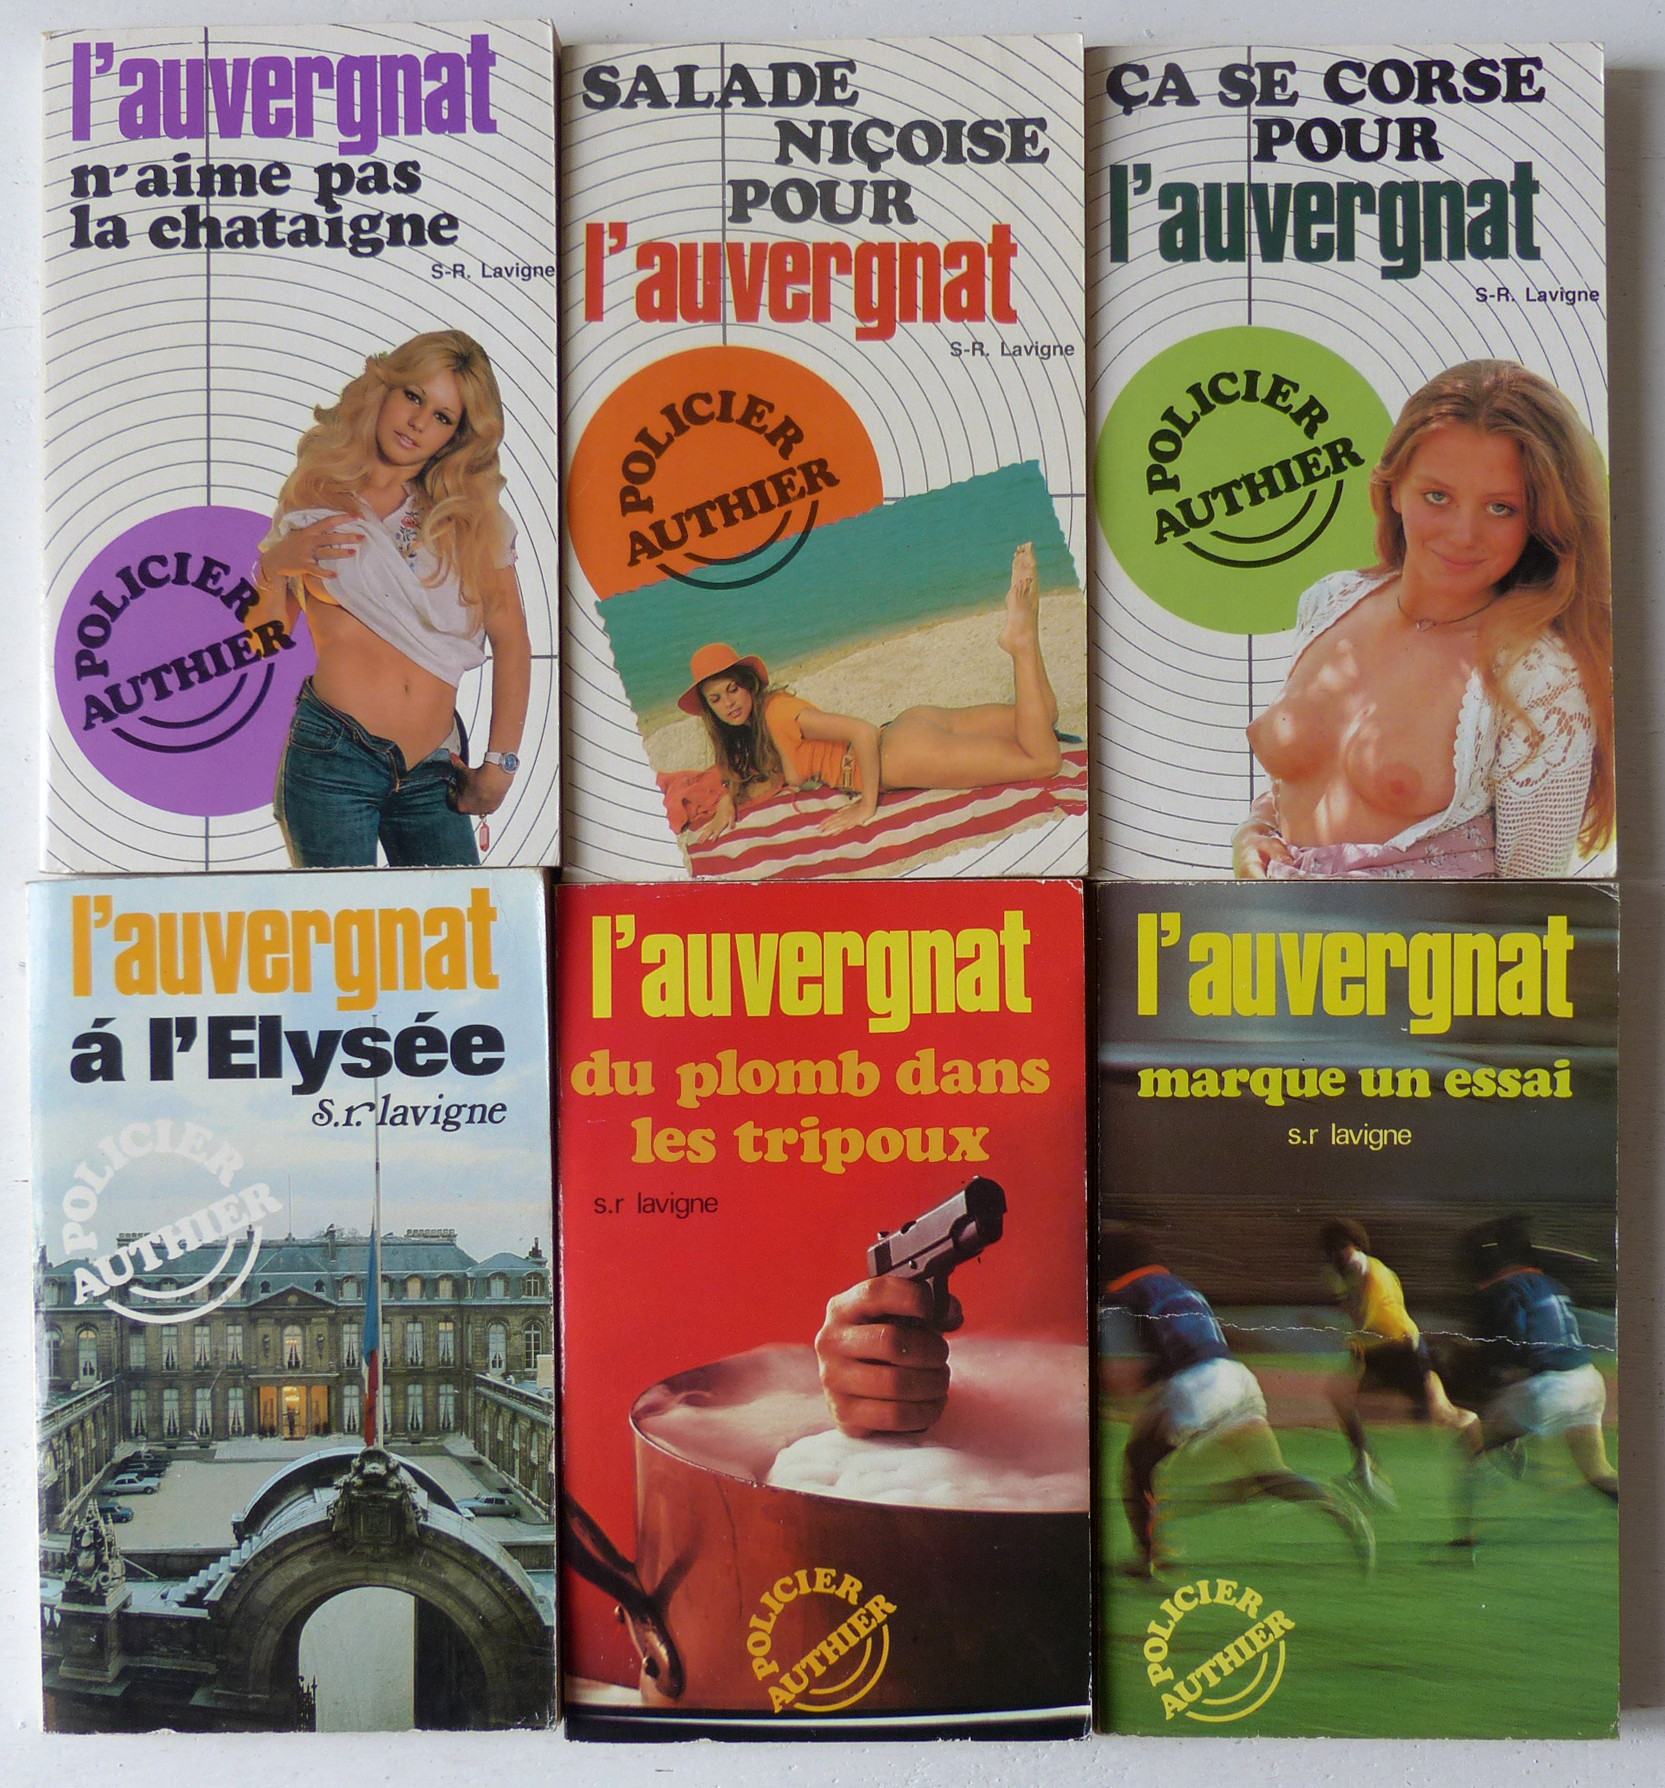 l'auvergnat
n'aime pas
la chataigne
S-R. Lavigne
POLICIER
AUTHIER
SALADE
NIÇOISE
POUR
l'auvergnat
S-R. Lavigne
POLICIER
AUTHIER
ÇA SE CORSE
POUR
l'auvergnat
S-R. Lavigne
POLICIER
AUTHIER
l'auvergnat
á l'Elysée
s.r. lavigne
POLICIER
AUTHIER
l'auvergnat
du plomb dans
les tripoux
s.r lavigne
POLICIER
AUTHIER
l'auvergnat
marque un essai
s.r lavigne
POLICIER
AUTHIER